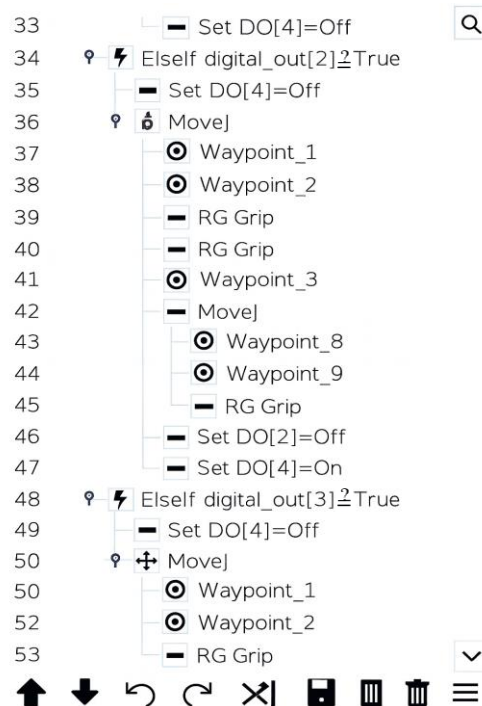 33 Set DO[4]=Off
34 ElseIf digital_out[2]≟True
35 Set DO[4]=Off
36 MoveJ
37 Waypoint_1
38 Waypoint_2
39 RG Grip
40 RG Grip
41 Waypoint_3
42 MoveJ
43 Waypoint_8
44 Waypoint_9
45 RG Grip
46 Set DO[2]=Off
47 Set DO[4]=On
48 ElseIf digital_out[3]≟True
49 Set DO[4]=Off
50 MoveJ
50 Waypoint_1
52 Waypoint_2
53 RG Grip